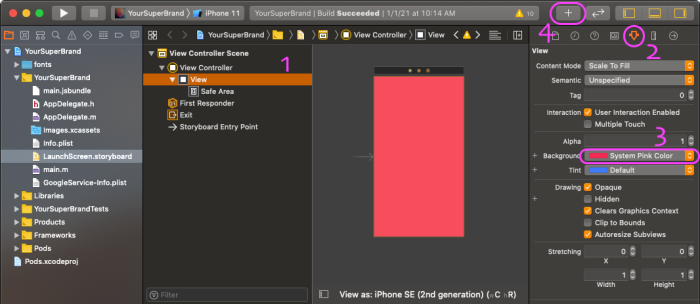 YourSuperBrand
iPhone 11
YourSuperBrand | Build Succeeded | 1/1/21 at 10:14 AM
10
4
YourSuperBrand
fonts
YourSuperBrand
main.jsbundle
AppDelegate.h
AppDelegate.m
Images.xcassets
Info.plist
LaunchScreen.storyboard
main.m
GoogleService-Info.plist
Libraries
YourSuperBrandTests
Products
Frameworks
Pods
Pods.xcodeproj
View
View Controller Scene
1
View Controller
View
Safe Area
First Responder
Exit
Storyboard Entry Point
Filter
View as: iPhone SE (2nd generation) (wC hR)
2
View
Content Mode Scale To Fill
Semantic Unspecified
Tag 0
Interaction User Interaction Enabled
Multiple Touch
3
Alpha 1
Background System Pink Color
Tint Default
Drawing Opaque
Hidden
Clears Graphics Context
Clip to Bounds
Autoresize Subviews
Stretching 0 0
X Y
1 1
Width Height